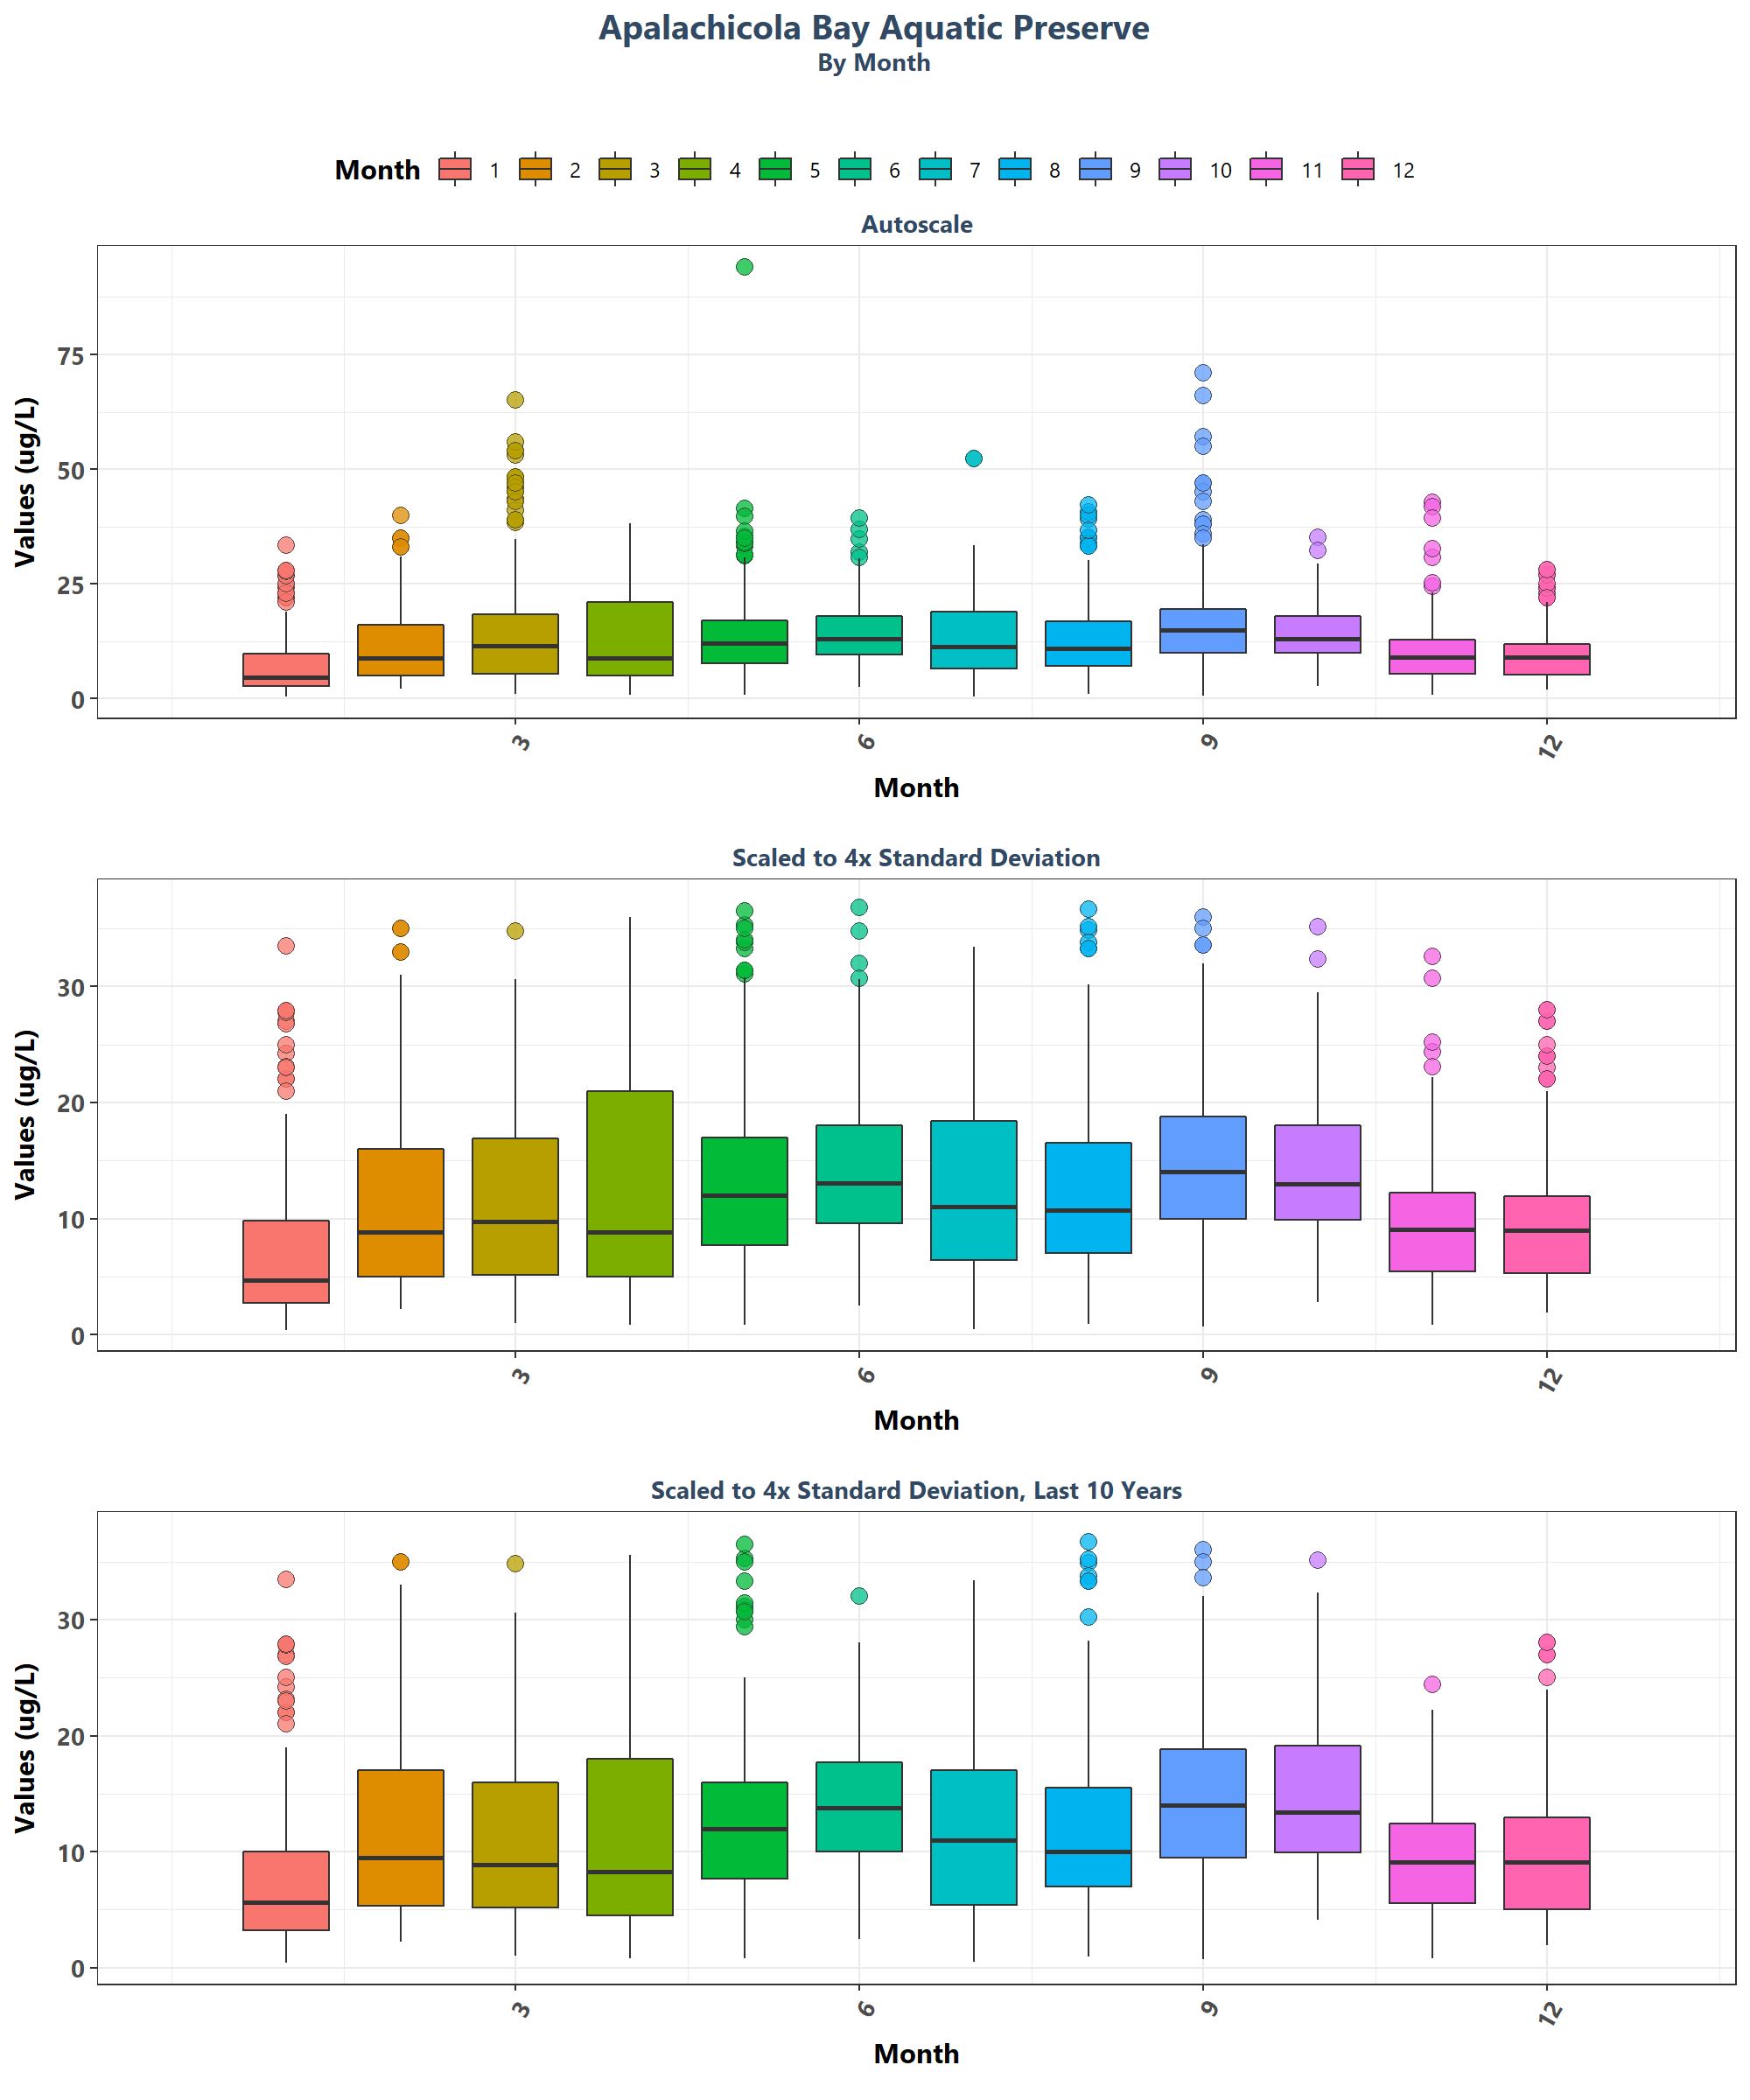 Apalachicola Bay Aquatic Preserve
By Month
Month 1 2 3 4 5 6 7 8 9 10 11 12
Autoscale
Values (ug/L)
75
50
25
0
3 6 9 12
Month
Scaled to 4x Standard Deviation
Values (ug/L)
30
20
10
0
3 6 9 12
Month
Scaled to 4x Standard Deviation, Last 10 Years
Values (ug/L)
30
20
10
0
3 6 9 12
Month